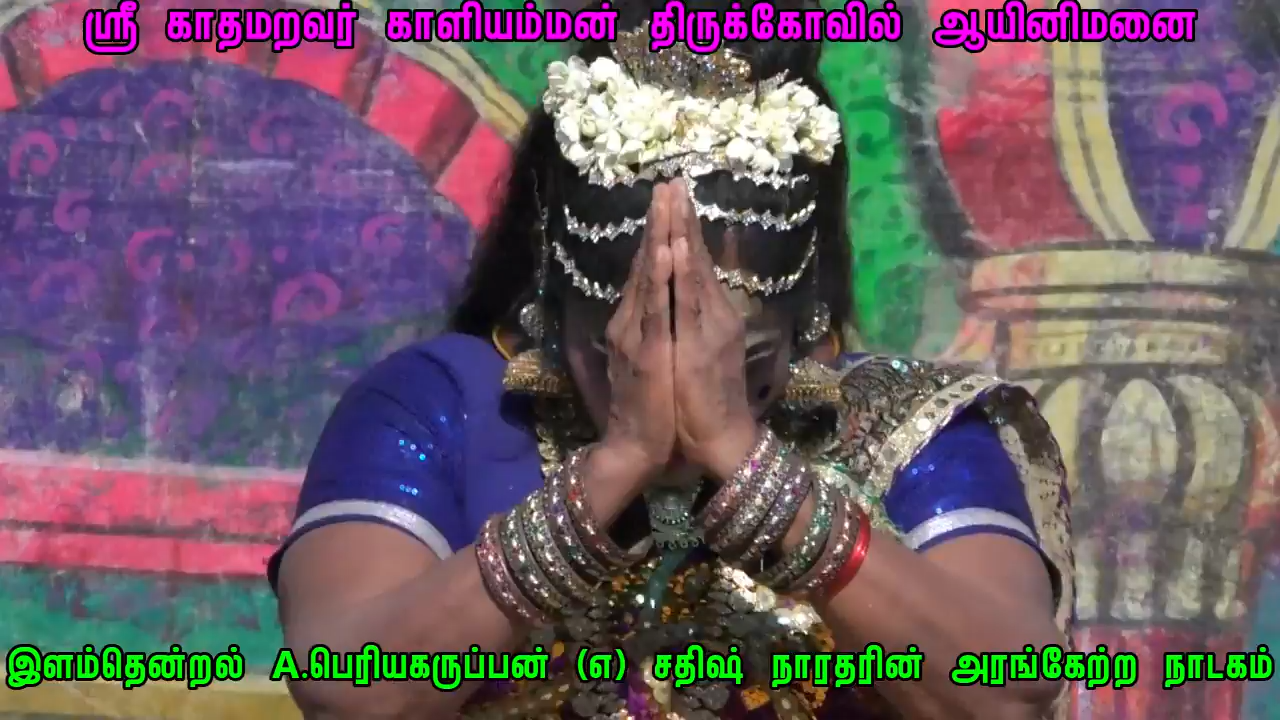 ஸ்ரீ காதமறவர் காளியம்மன் திருக்கோவில் ஆயினிமனை
இளம்தென்றல் A.பெரியகருப்பன் (எ) சதிஷ் நாரதரின் அரங்கேற்ற நாடகம்